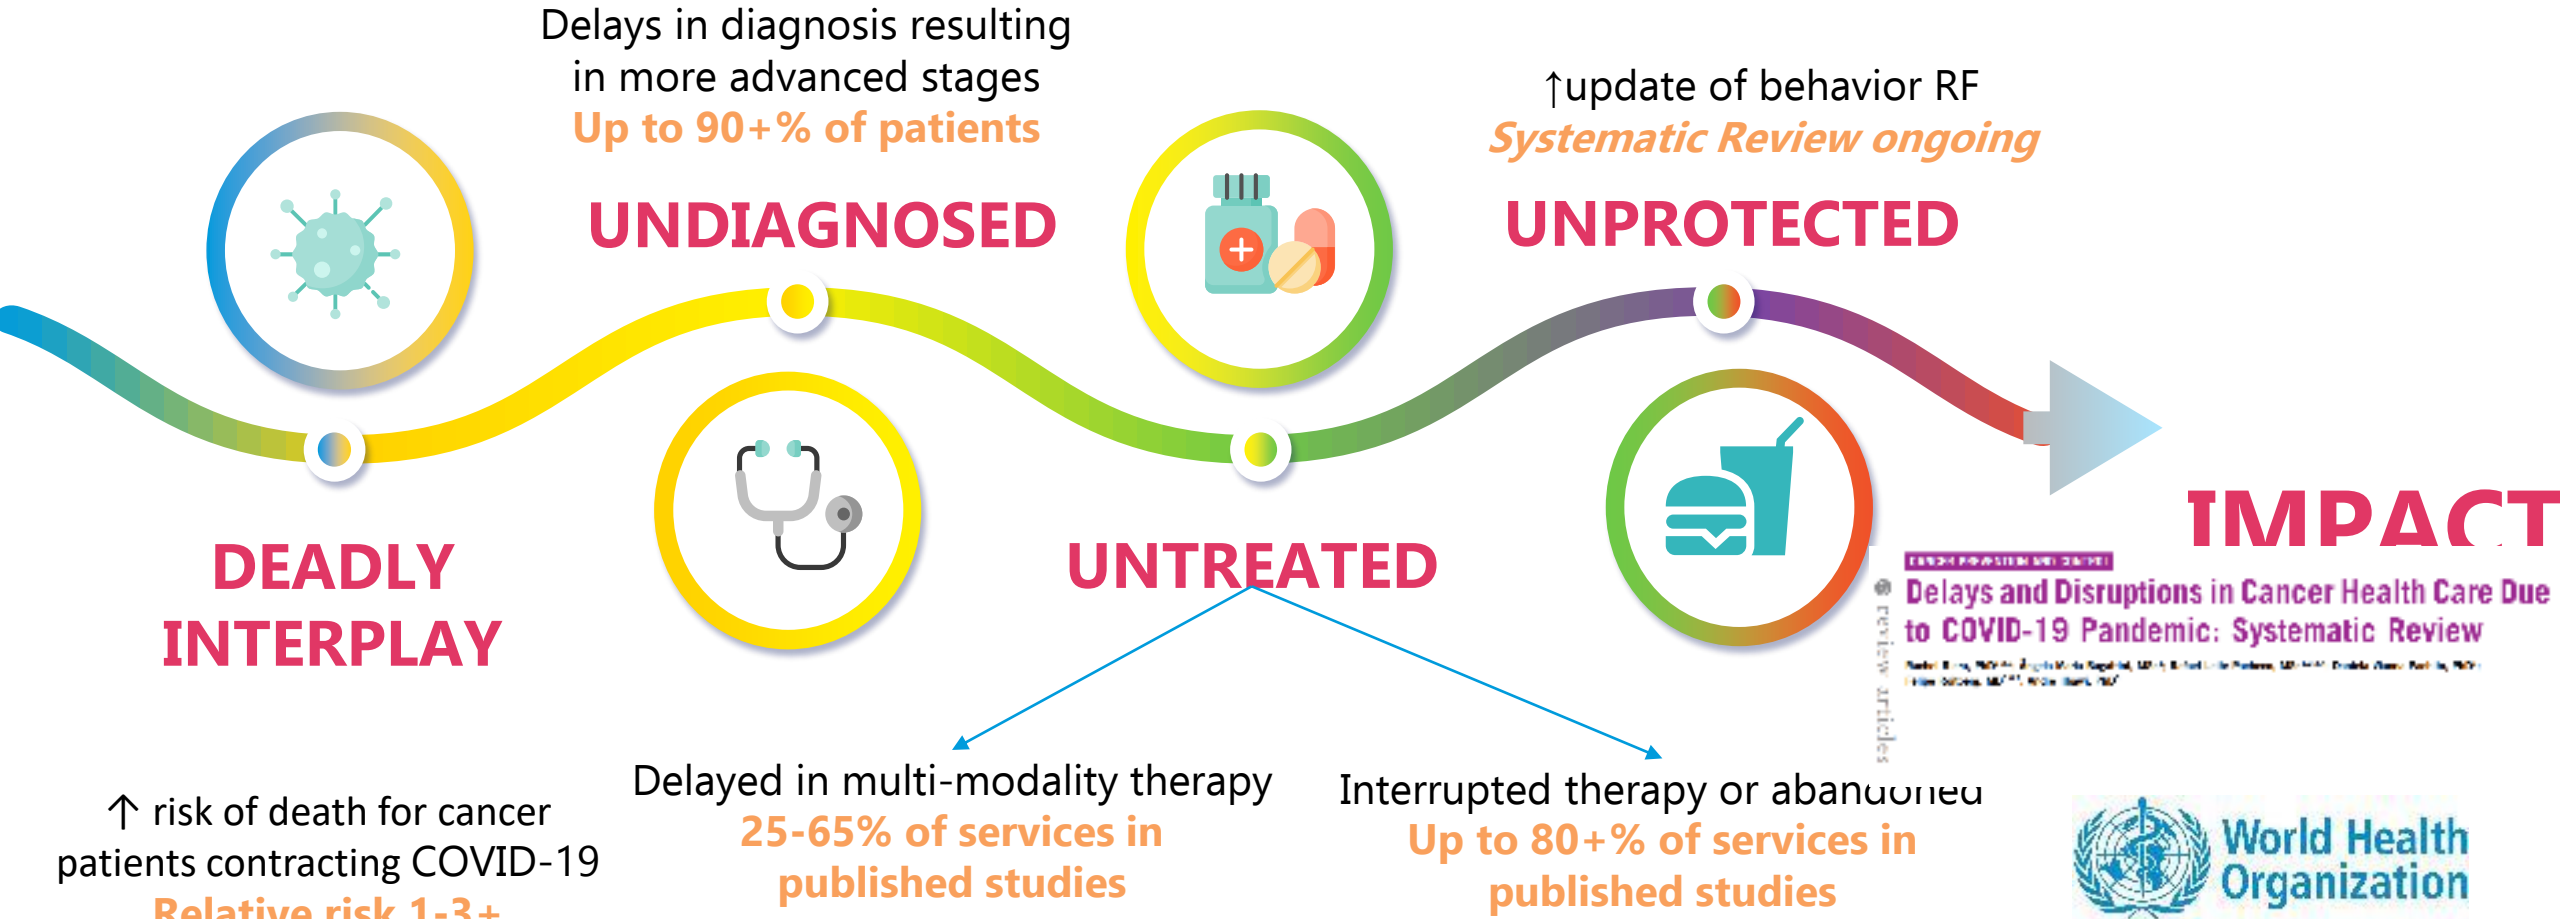 Delays in diagnosis resulting
in more advanced stages
Up to 90+% of patients
UNDIAGNOSED
↑update of behavior RF
Systematic Review ongoing
UNPROTECTED
DEADLY
INTERPLAY
UNTREATED
IMPACT
Delays and Disruptions in Cancer Health Care Due
to COVID-19 Pandemic: Systematic Review
review articles
↑ risk of death for cancer
patients contracting COVID-19
Relative risk 1-3+
Delayed in multi-modality therapy
25-65% of services in
published studies
Interrupted therapy or abandoned
Up to 80+% of services in
published studies
World Health
Organization